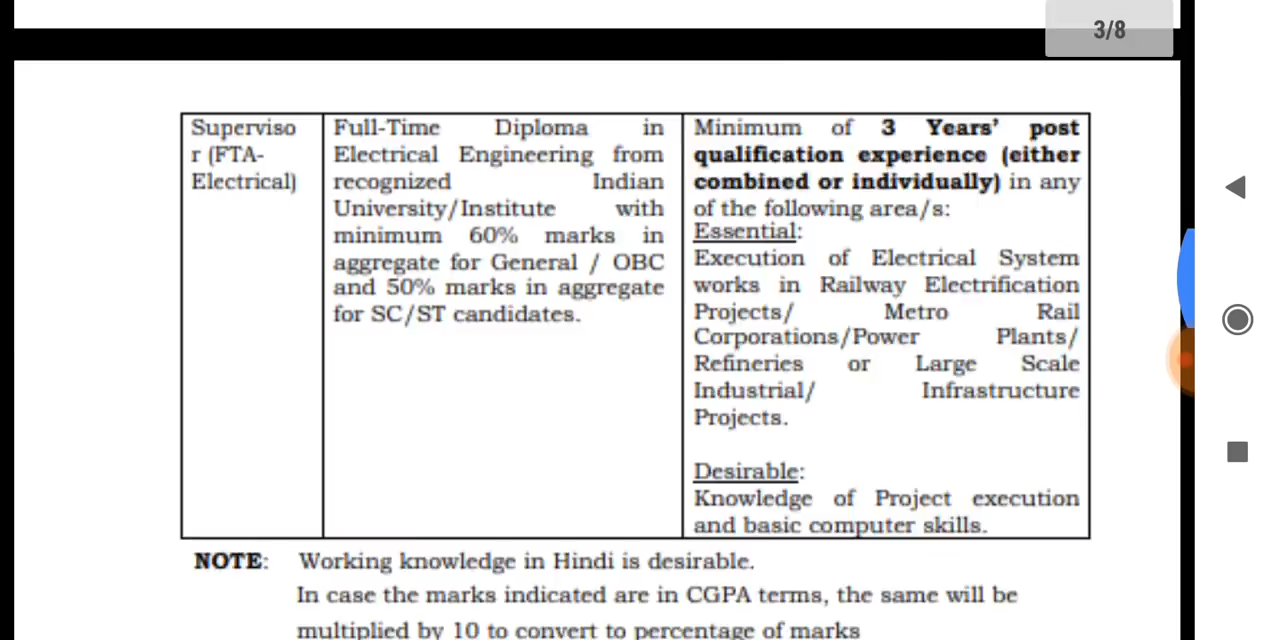 3/8
Superviso
r (FTA-
Electrical)
Full-Time Diploma in
Electrical Engineering from
recognized Indian
University/Institute with
minimum 60% marks in
aggregate for General / OBC
and 50% marks in aggregate
for SC/ST candidates.
Minimum of 3 Years' post
qualification experience (either
combined or individually) in any
of the following area/s:
Essential:
Execution of Electrical System
works in Railway Electrification
Projects/ Metro Rail
Corporations/Power Plants/
Refineries or Large Scale
Industrial/ Infrastructure
Projects.
Desirable:
Knowledge of Project execution
and basic computer skills.
NOTE: Working knowledge in Hindi is desirable.
In case the marks indicated are in CGPA terms, the same will be
multiplied by 10 to convert to percentage of marks